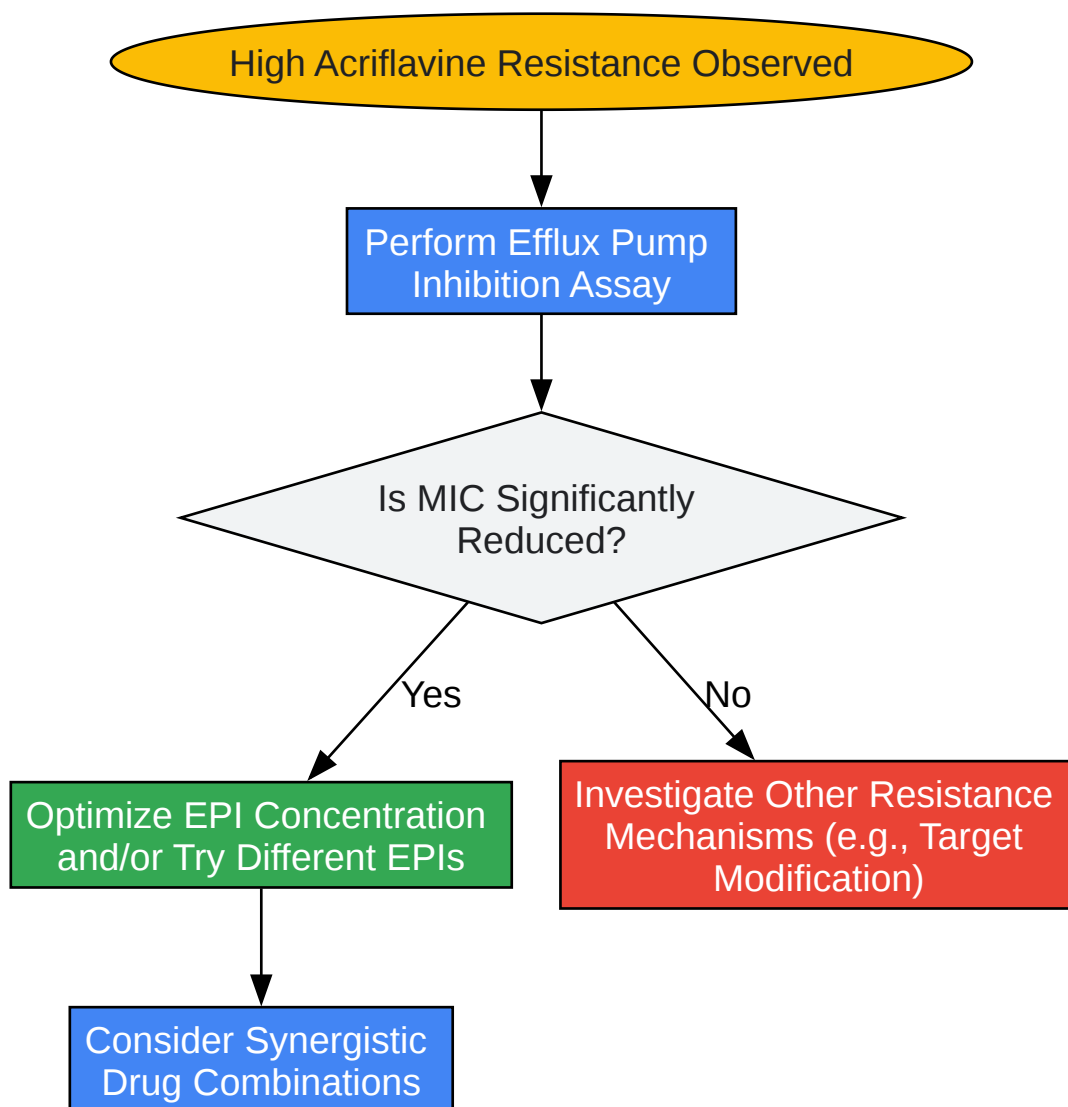 High Acriflavine Resistance Observed
Perform Efflux Pump
Inhibition Assay
Is MIC Significantly
Reduced?
Yes
No
Optimize EPI Concentration
and/or Try Different EPIs
Investigate Other Resistance
Mechanisms (e.g., Target
Modification)
Consider Synergistic
Drug Combinations